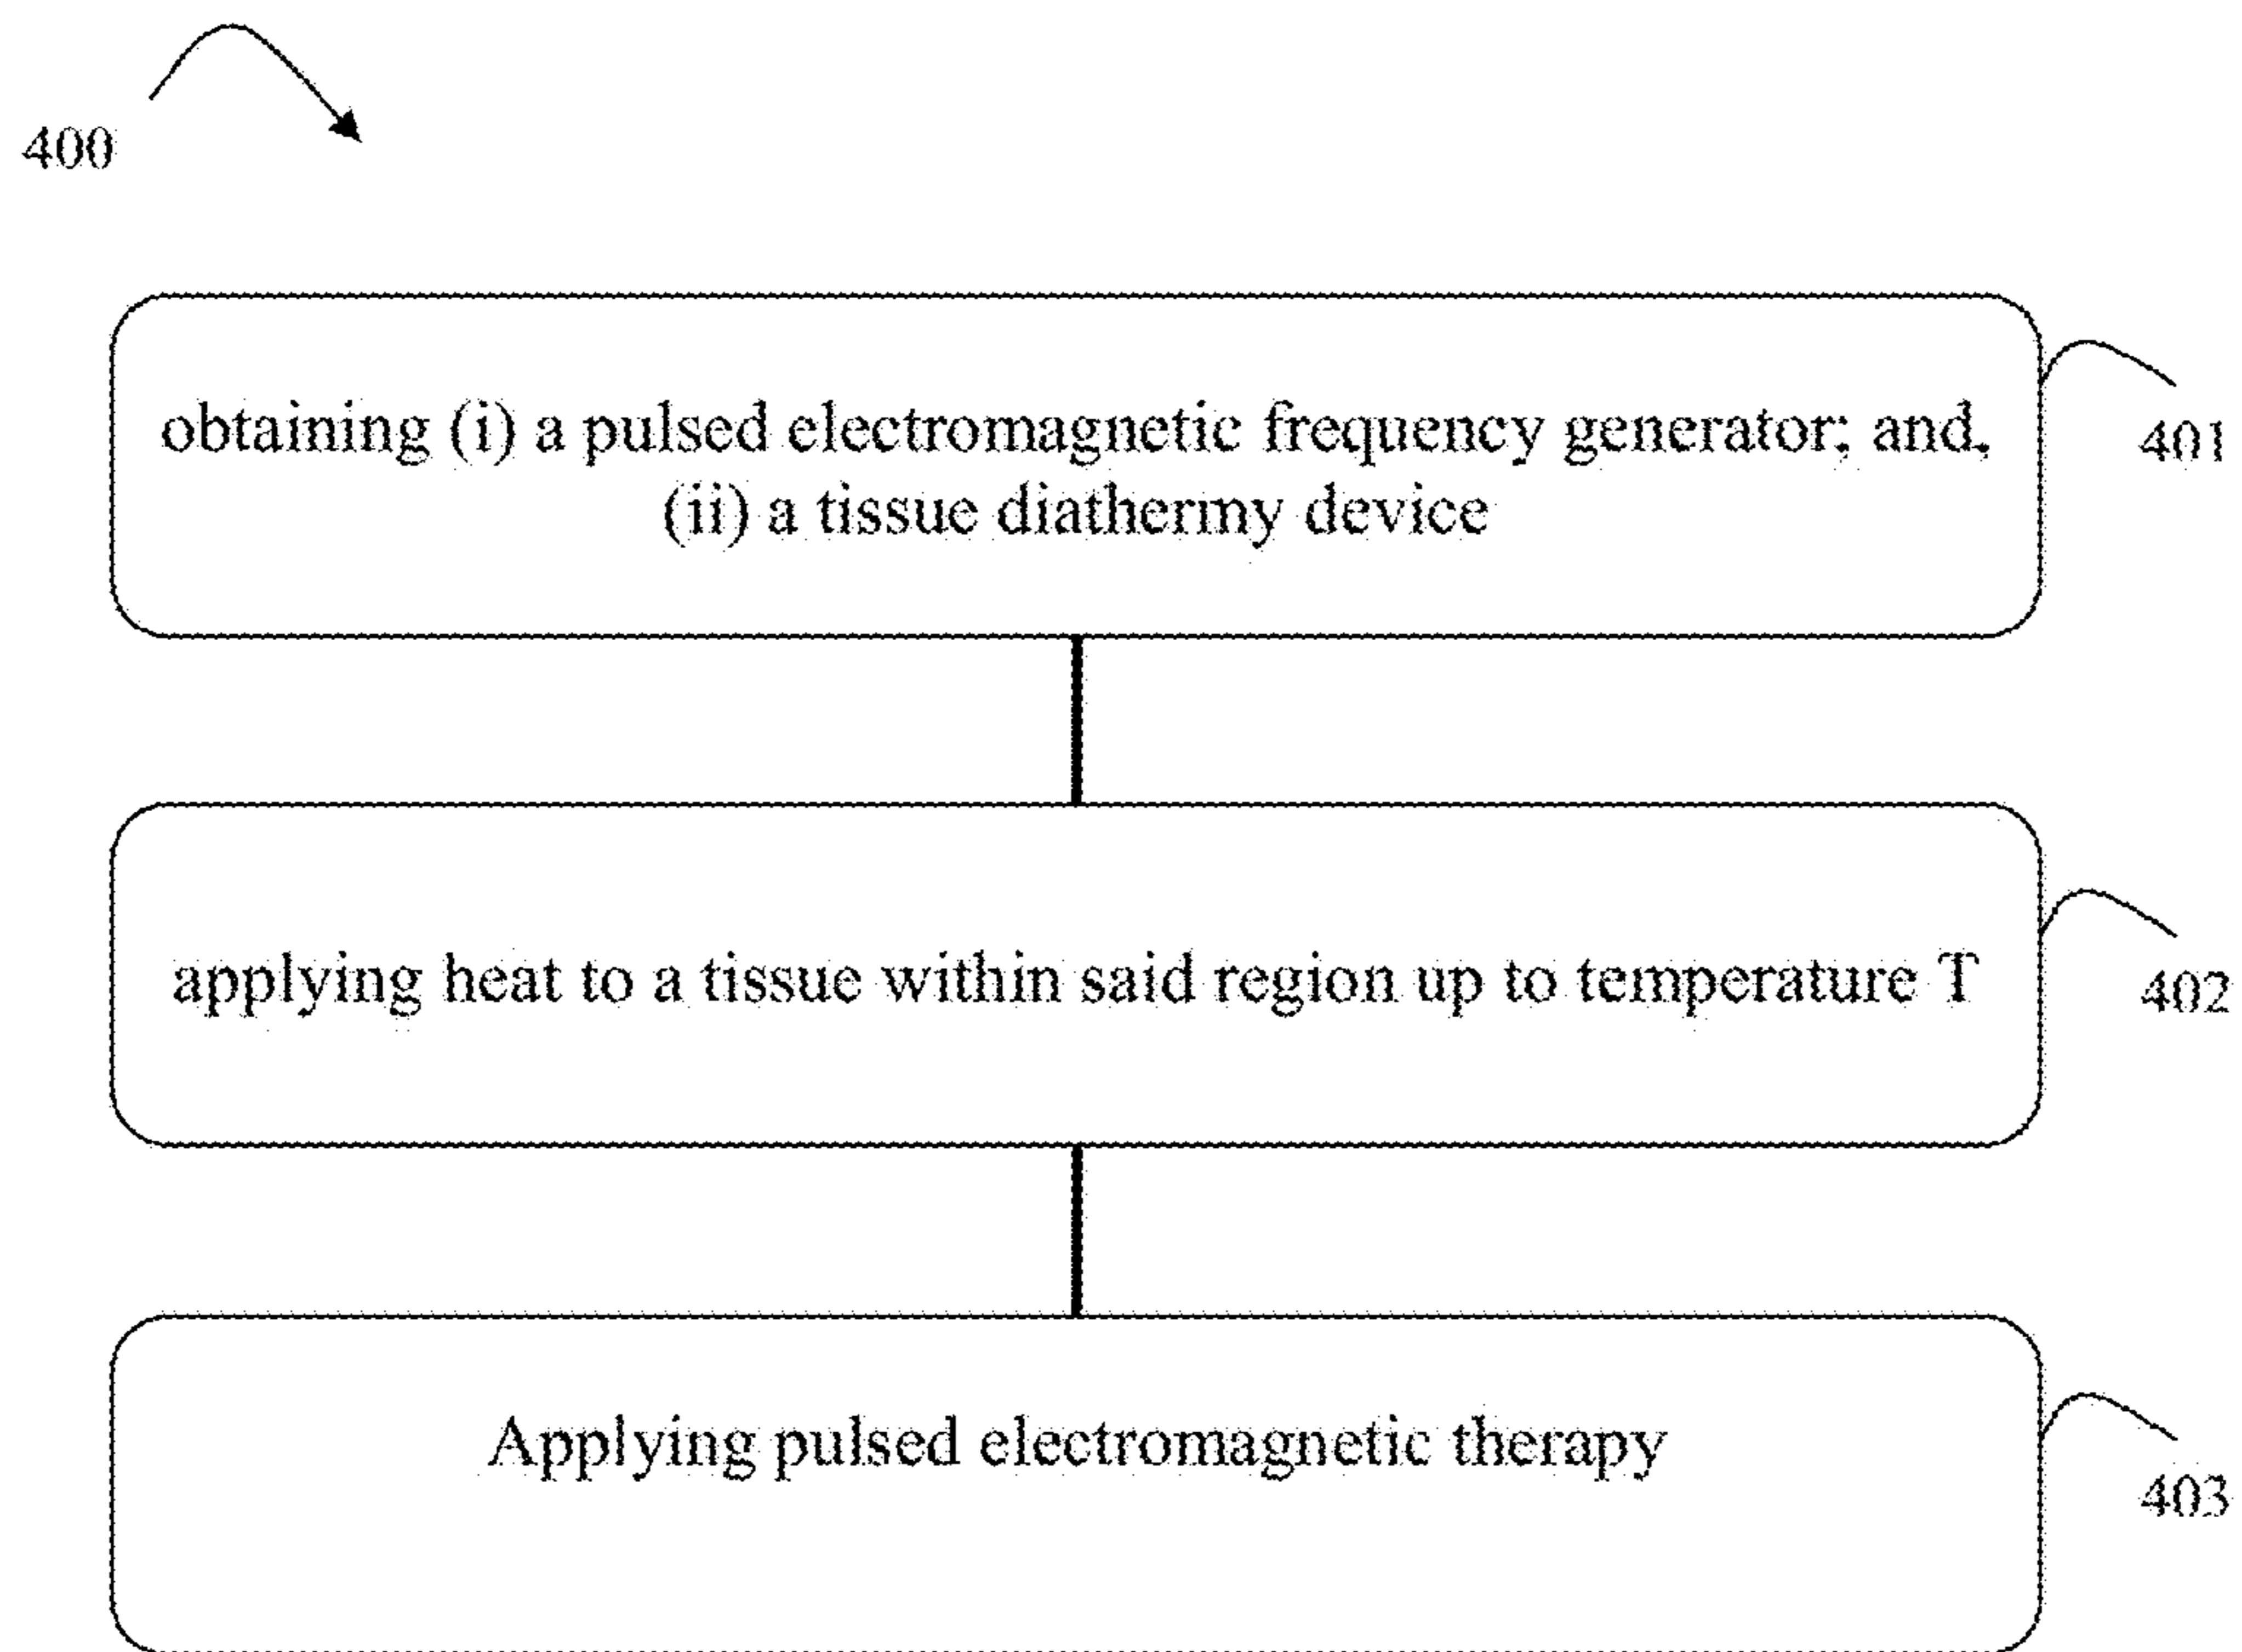 400
obtaining (i) a pulsed electromagnetic frequency generator; and,
(ii) a tissue diathermy device
401
applying heat to a tissue within said region up to temperature T
402
Applying pulsed electromagnetic therapy
403